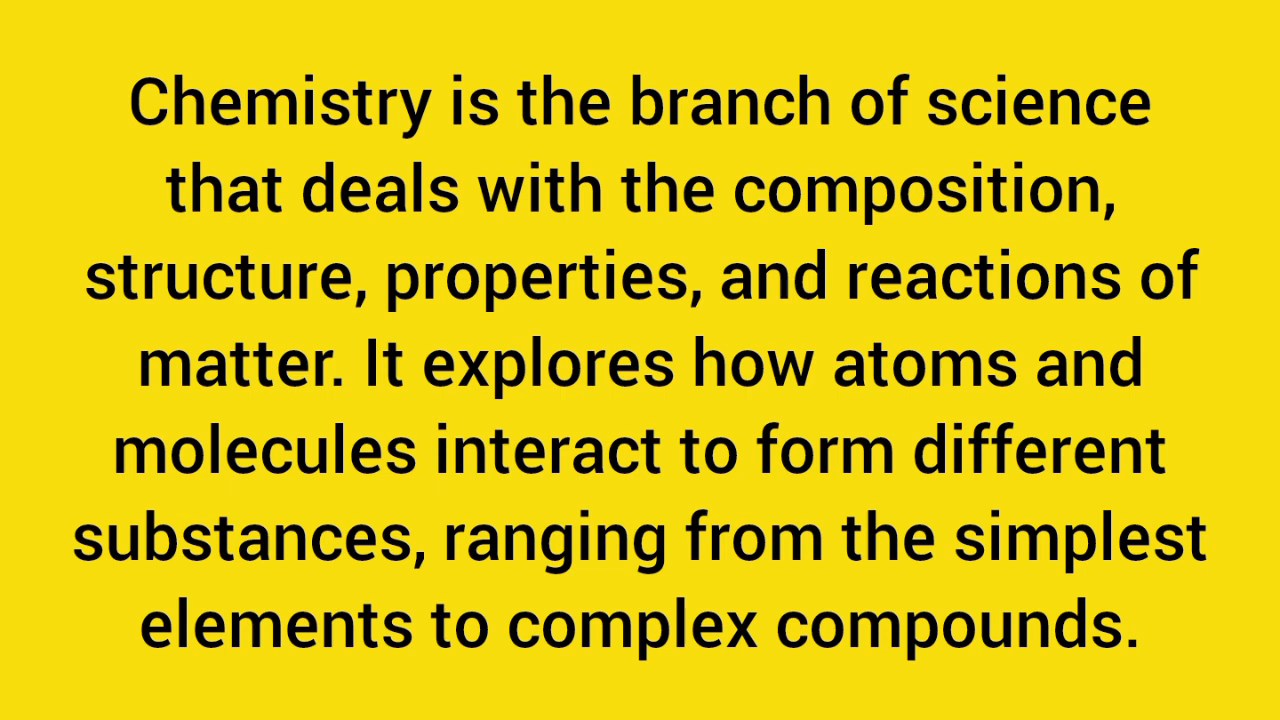 Chemistry is the branch of science
that deals with the composition,
structure, properties, and reactions of
matter. It explores how atoms and
molecules interact to form different
substances, ranging from the simplest
elements to complex compounds.